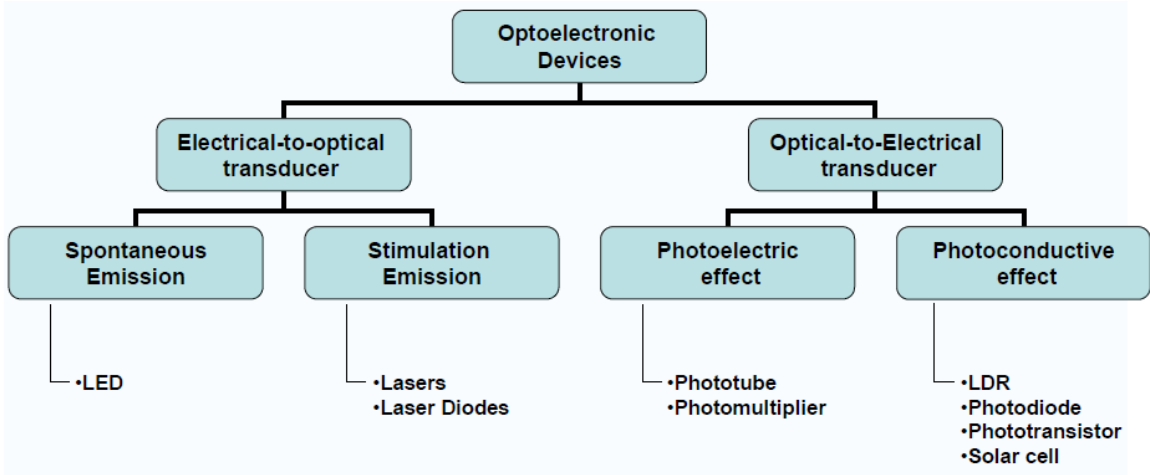 Optoelectronic
Devices
Electrical-to-optical
transducer
Optical-to-Electrical
transducer
Spontaneous
Emission
Stimulation
Emission
Photoelectric
effect
Photoconductive
effect
•LED
•Lasers
•Laser Diodes
•Phototube
•Photomultiplier
•LDR
•Photodiode
•Phototransistor
•Solar cell